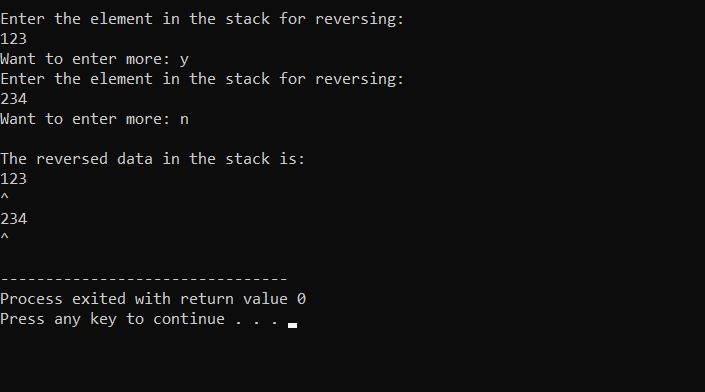 Enter the element in the stack for reversing:
123
Want to enter more: y
Enter the element in the stack for reversing:
234
Want to enter more: n
The reversed data in the stack is:
123
^
234
^
--------------------------------
Process exited with return value 0
Press any key to continue . . .